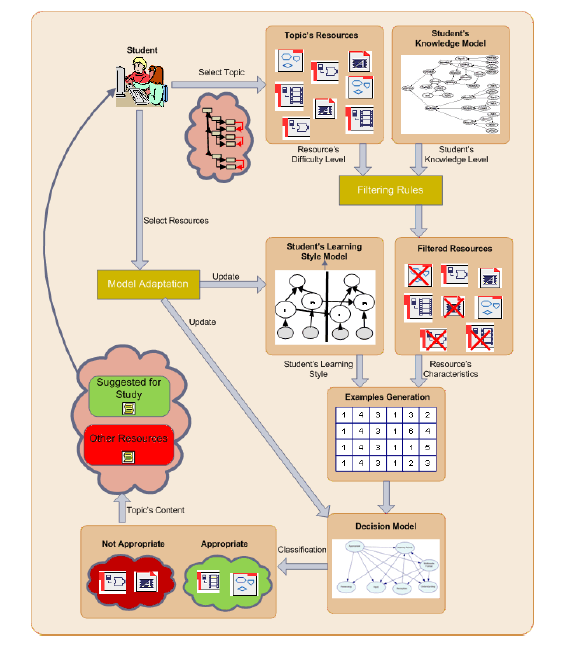 Student
Topic's Resources
Student's
Knowledge Model
Select Topic
Resource's
Difficulty Level
Student's
Knowledge Level
Filtering Rules
Select Resources
Student's Learning
Style Model
Filtered Resources
Model Adaptation
Update
Update
Student's Learning
Style
Resource's
Characteristics
Suggested for
Study
Other Resources
Examples Generation
1 4 3 1 3 2
4 4 3 1 6 4
4 4 3 1 1 5
1 4 3 1 2 3
Topic's Content
Decision Model
Not Appropriate
Appropriate
Classification